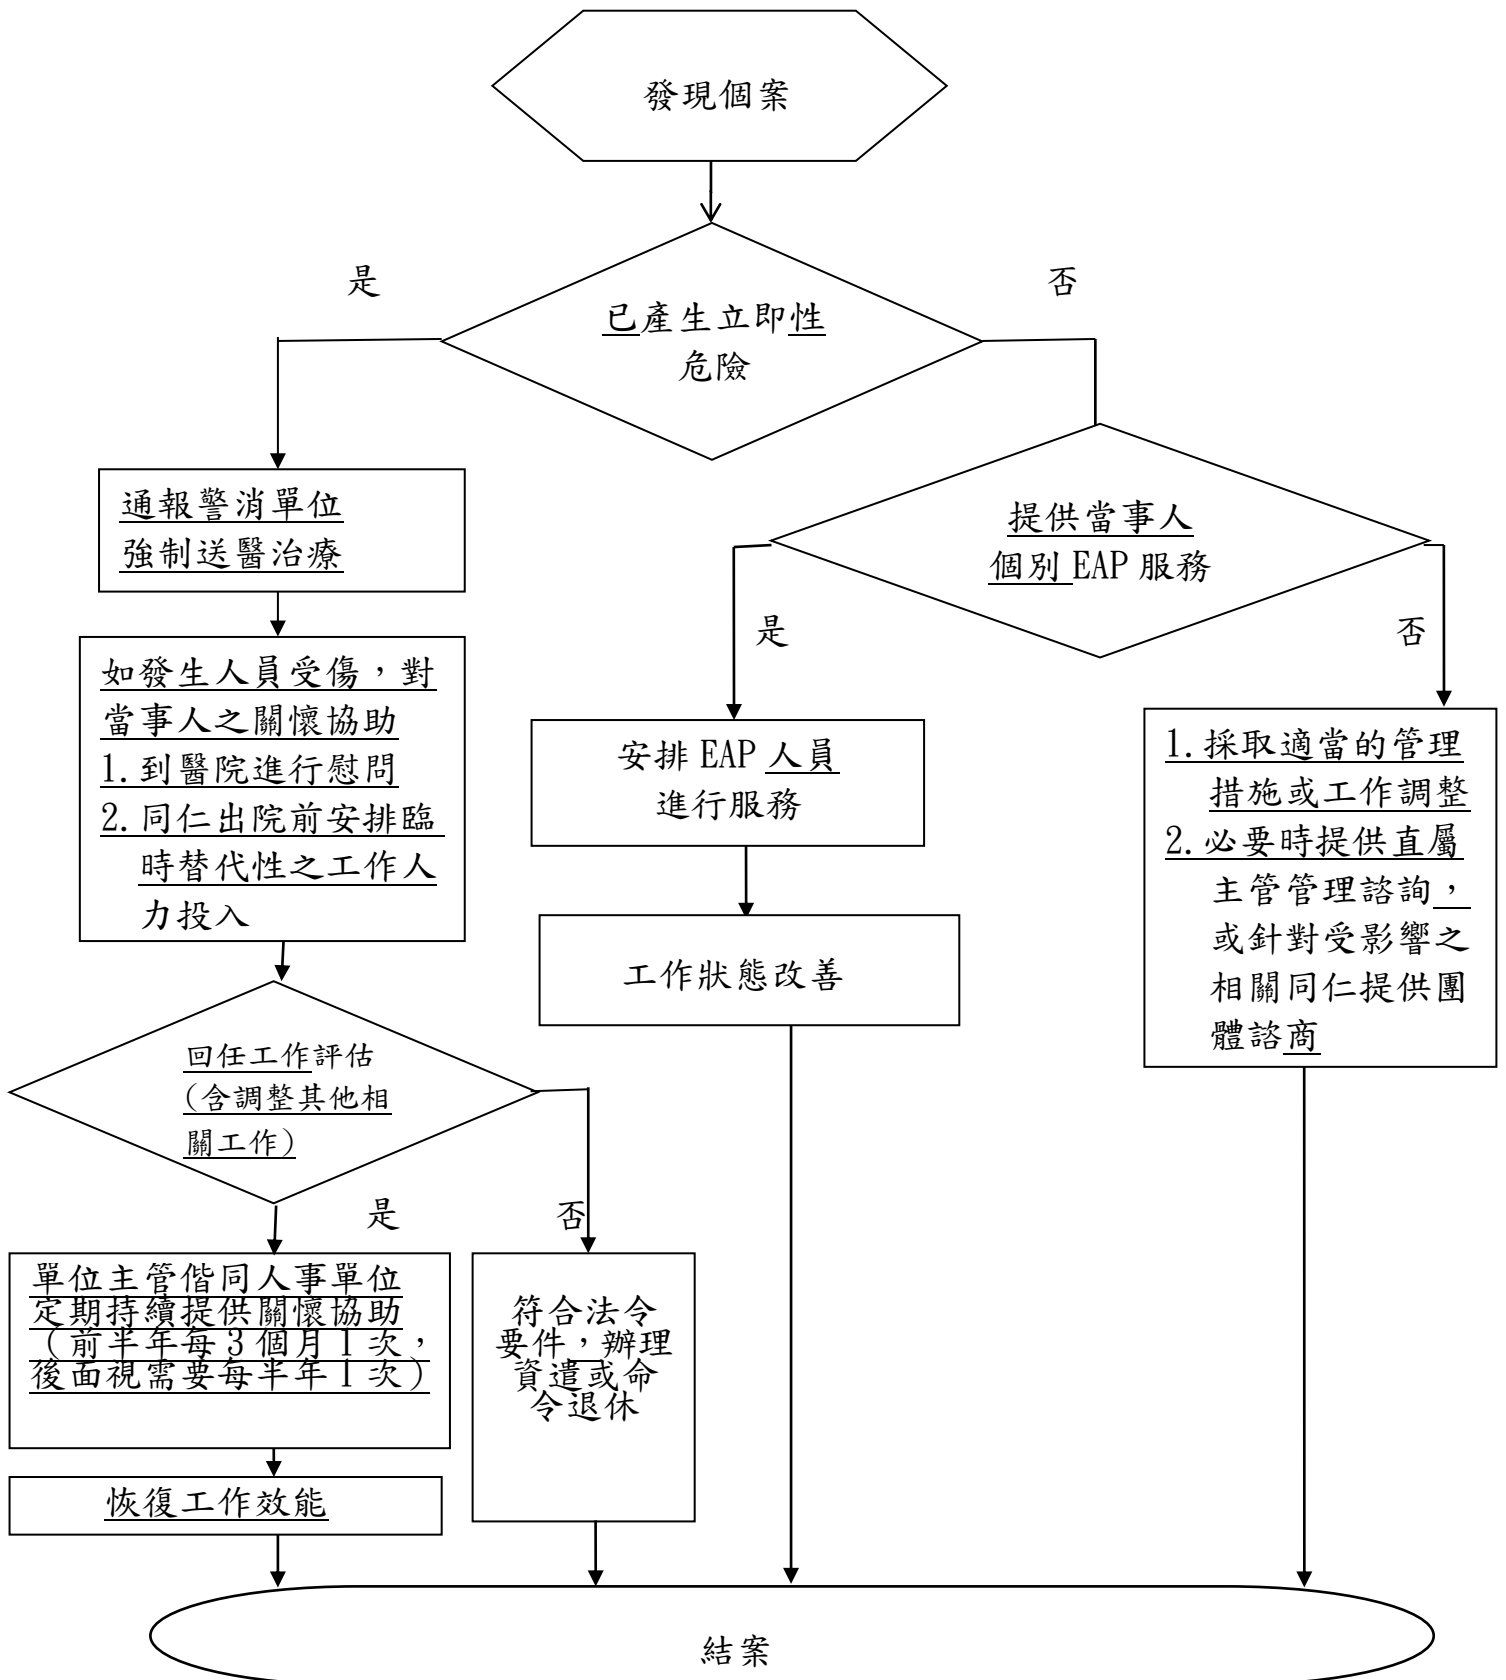 發現個案
是
否
已產生立即性
危險
通報警消單位
強制送醫治療
提供當事人
個別 EAP 服務
是
否
如發生人員受傷，對
當事人之關懷協助
1.到醫院進行慰問
2.同仁出院前安排臨
時替代性之工作人
力投入
安排 EAP 人員
進行服務
1.採取適當的管理
措施或工作調整
2.必要時提供直屬
主管管理諮詢，
或針對受影響之
相關同仁提供團
體諮商
工作狀態改善
回任工作評估
(含調整其他相
關工作)
是
否
單位主管偕同人事單位
定期持續提供關懷協助
（前半年每 3 個月 1 次，
後面視需要每半年 1 次）
符合法令
要件，辦理
資遣或命
令退休
恢復工作效能
結案